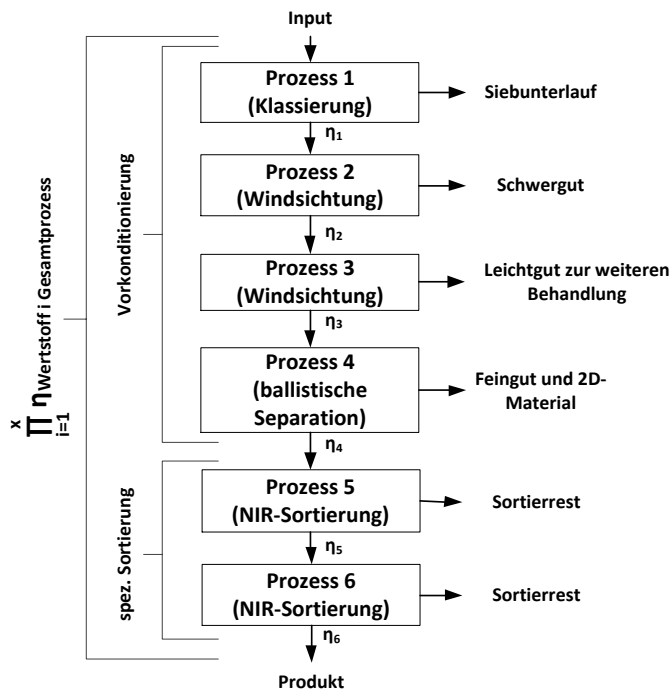 Input
Prozess 1
(Klassierung)
Siebunterlauf
η1
Prozess 2
(Windsichtung)
Schwergut
η2
Prozess 3
(Windsichtung)
Leichtgut zur weiteren
Behandlung
η3
Prozess 4
(ballistische
Separation)
Feingut und 2D-
Material
η4
Prozess 5
(NIR-Sortierung)
Sortierrest
η5
Prozess 6
(NIR-Sortierung)
Sortierrest
η6
Produkt
Vorkonditionierung
spez. Sortierung
x
∏ ηWertstoff i Gesamtprozess
i=1